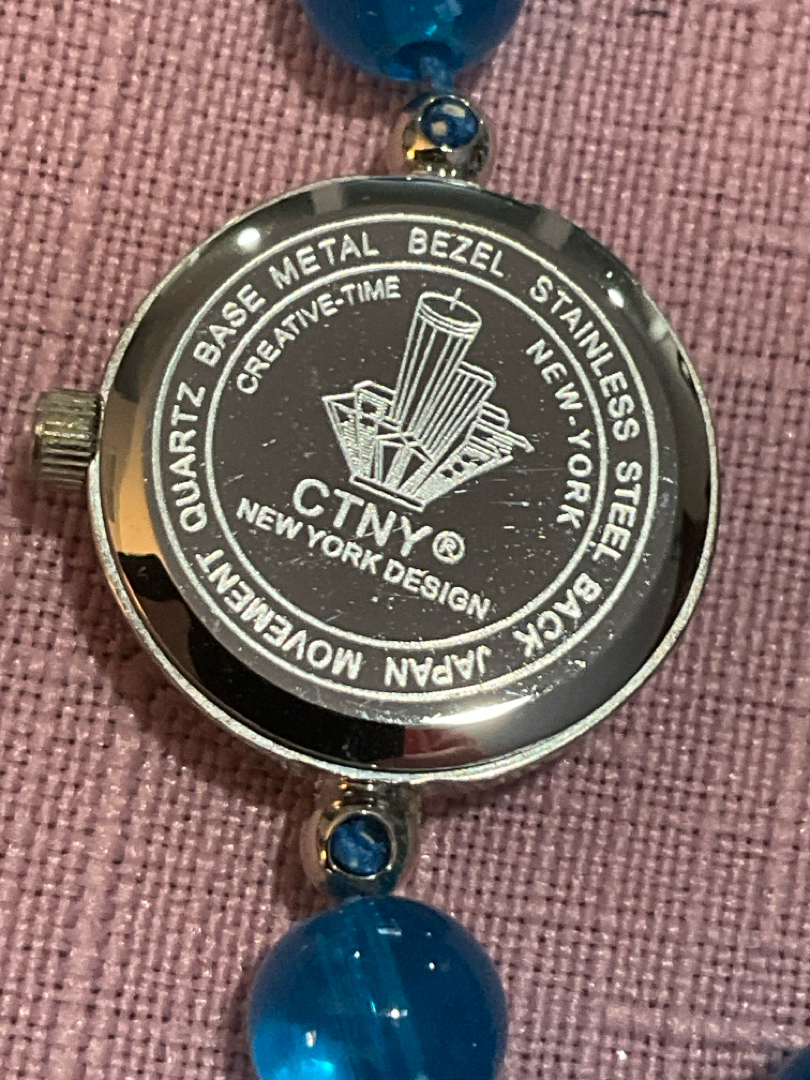 QUARTZ BASE METAL BEZEL STAINLESS STEEL BACK JAPAN MOVEMENT
CREATIVE-TIME
NEW-YORK
CTNY®
NEW YORK DESIGN